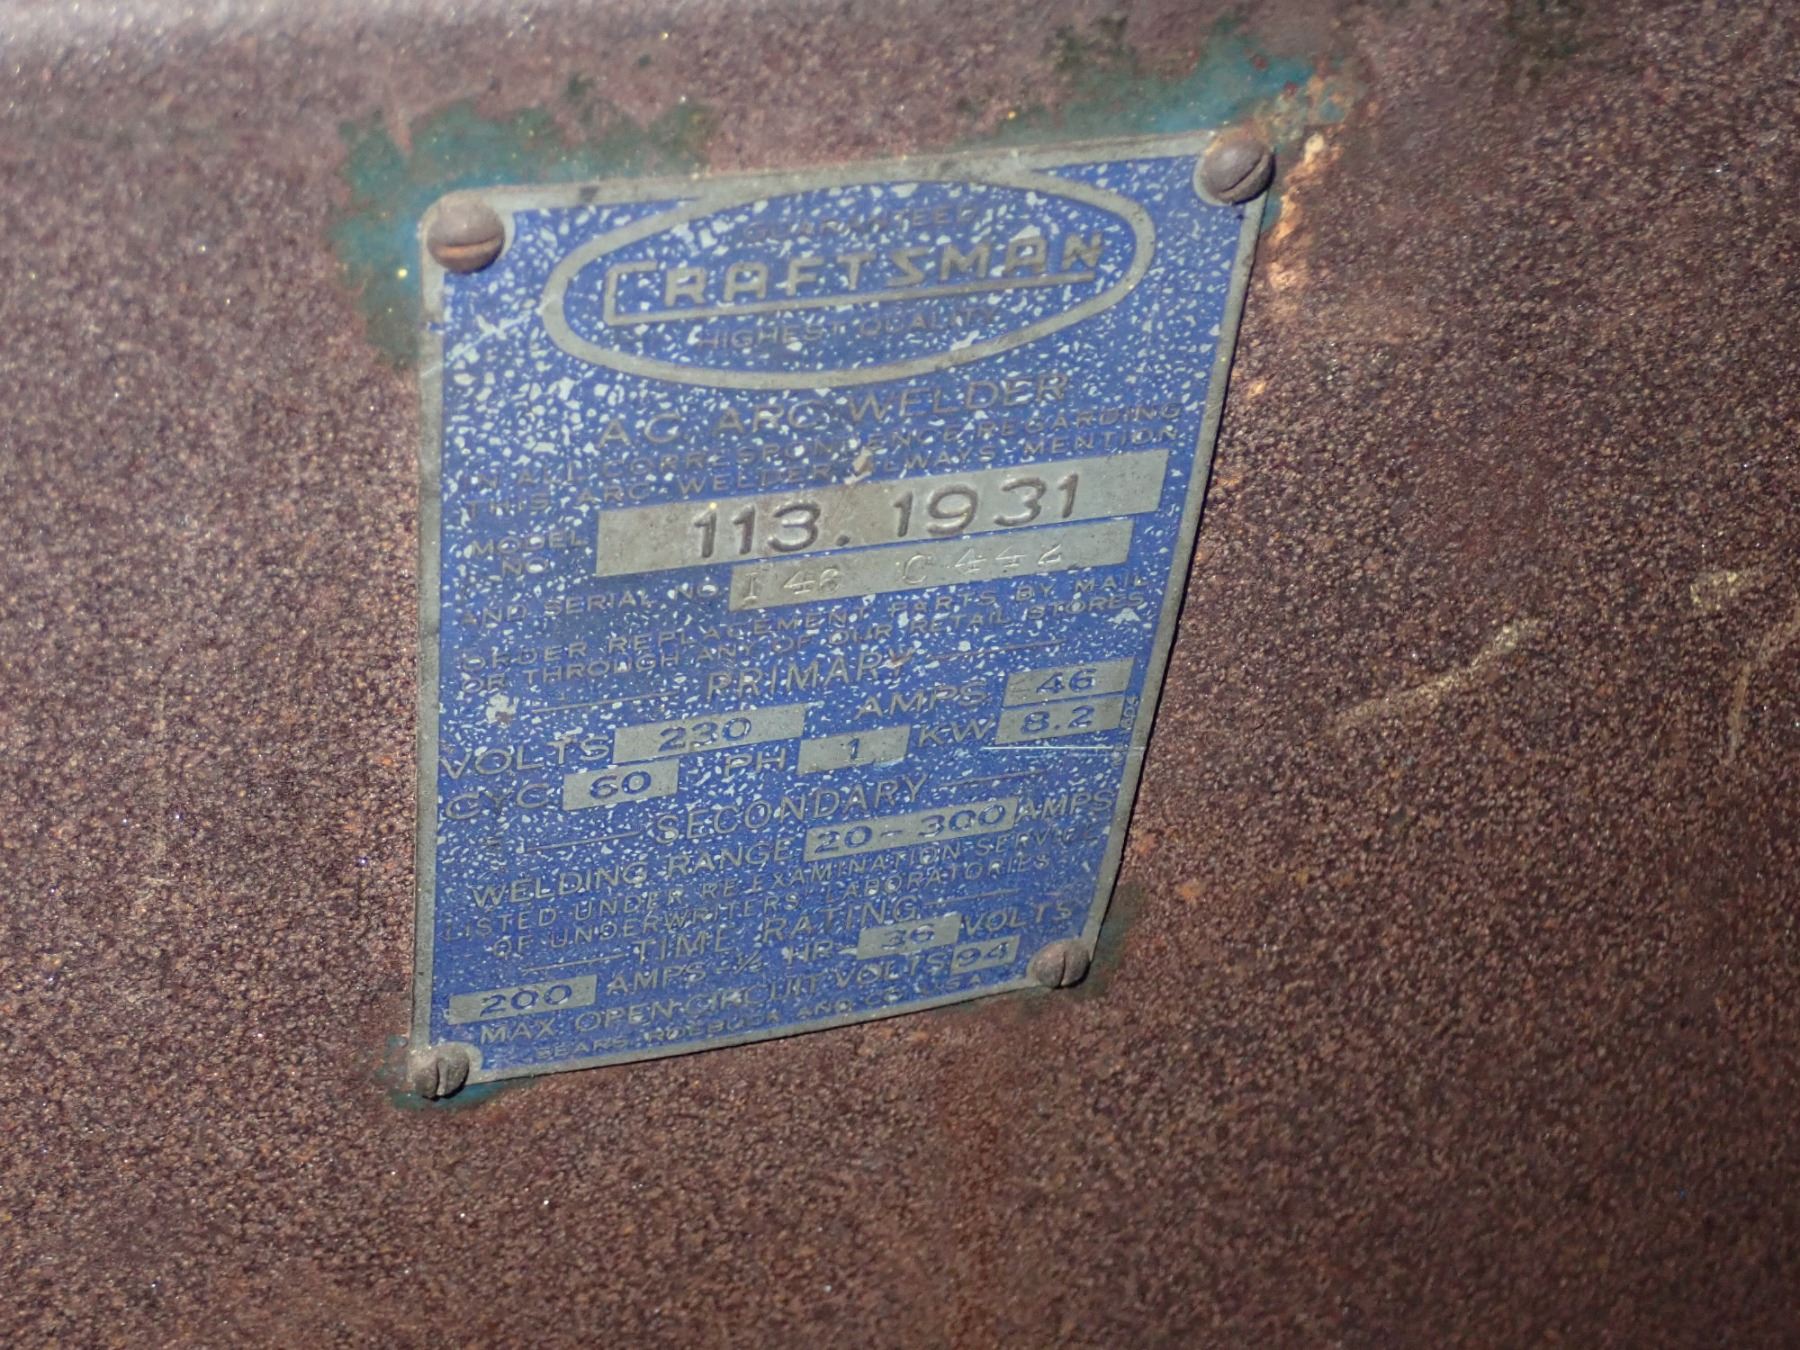 GUARANTEED
CRAFTSMAN
HIGHEST QUALITY
AC ARC WELDER
IN ALL CORRESPONDENCE REGARDING
THIS ARC WELDER ALWAYS MENTION
MODEL NO. 113.1931
AND SERIAL NO. C442
ORDER REPLACEMENT PARTS BY MAIL
OR THROUGH ANY OF OUR RETAIL STORES
PRIMARY
VOLTS 230 AMPS 46
CYC 60 PH 1 KW 8.2
SECONDARY
WELDING RANGE 20-300 AMPS
LISTED UNDER RE-EXAMINATION SERVICE
OF UNDERWRITERS LABORATORIES
TIME RATING
200 AMPS-½ HR- 36 VOLTS
MAX. OPEN CIRCUIT VOLTS 94
SEARS, ROEBUCK AND CO. U.S.A.